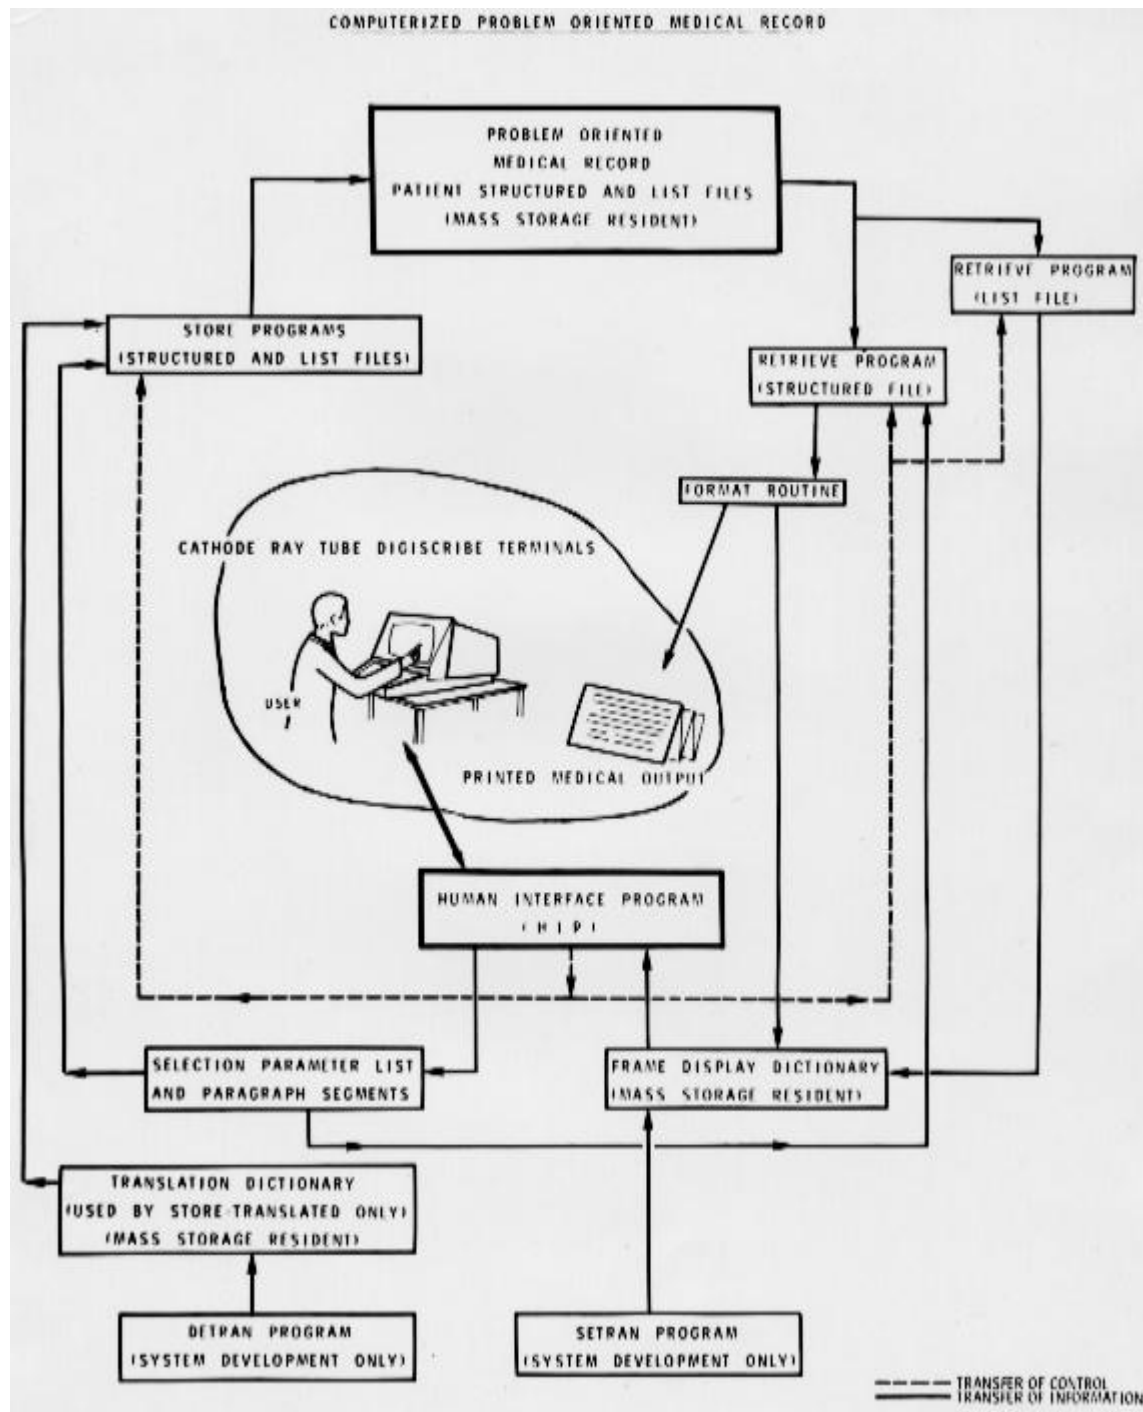 COMPUTERIZED PROBLEM ORIENTED MEDICAL RECORD
PROBLEM ORIENTED
MEDICAL RECORD
PATIENT STRUCTURED AND LIST FILES
(MASS STORAGE RESIDENT)
RETRIEVE PROGRAM
(LIST FILE)
STORE PROGRAMS
(STRUCTURED AND LIST FILES)
RETRIEVE PROGRAM
(STRUCTURED FILE)
FORMAT ROUTINE
CATHODE RAY TUBE DIGISCRIBE TERMINALS
USER
PRINTED MEDICAL OUTPUT
HUMAN INTERFACE PROGRAM
(HIP)
SELECTION PARAMETER LIST
AND PARAGRAPH SEGMENTS
FRAME DISPLAY DICTIONARY
(MASS STORAGE RESIDENT)
TRANSLATION DICTIONARY
(USED BY STORE TRANSLATED ONLY)
(MASS STORAGE RESIDENT)
DETRAN PROGRAM
(SYSTEM DEVELOPMENT ONLY)
SETRAN PROGRAM
(SYSTEM DEVELOPMENT ONLY)
TRANSFER OF CONTROL
TRANSFER OF INFORMATION